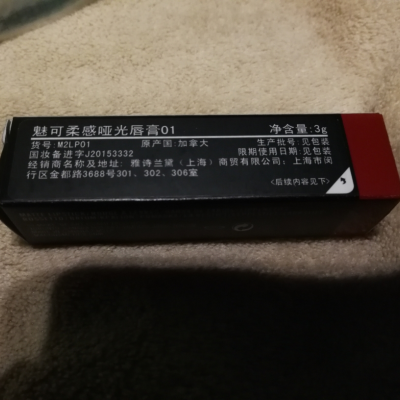 魅可柔感哑光唇膏01 净含量:3g
货号:M2LP01 原产国:加拿大 生产批号:见包装
国妆备进字J20153332 限期使用日期:见包装
经销商名称及地址: 雅诗兰黛(上海)商贸有限公司;上海市闵
行区金都路3688号301、302、306室
<后续内容见下>